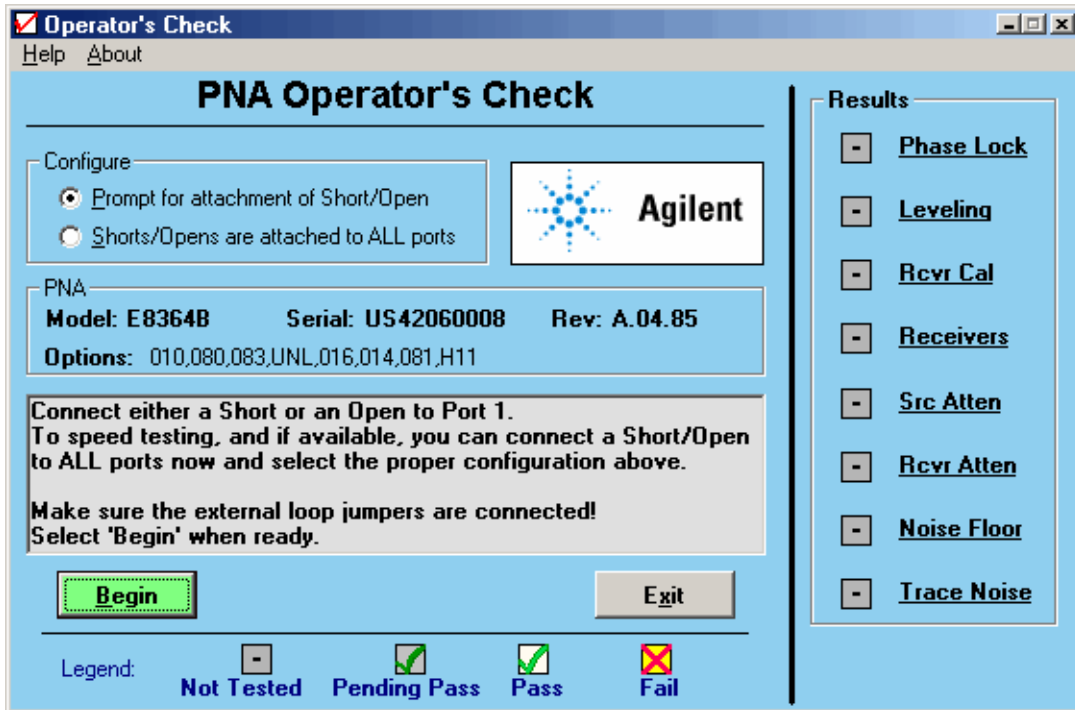 Operator's Check
Help About
PNA Operator's Check
Configure
Prompt for attachment of Short/Open
Shorts/Opens are attached to ALL ports
Agilent
PNA
Model: E8364B Serial: US42060008 Rev: A.04.85
Options: 010,080,083,UNL,016,014,081,H11
Connect either a Short or an Open to Port 1.
To speed testing, and if available, you can connect a Short/Open
to ALL ports now and select the proper configuration above.
Make sure the external loop jumpers are connected!
Select 'Begin' when ready.
Begin Exit
Legend:
Not Tested Pending Pass Pass Fail
Results
- Phase Lock
- Leveling
- Rcvr Cal
- Receivers
- Src Atten
- Rcvr Atten
- Noise Floor
- Trace Noise